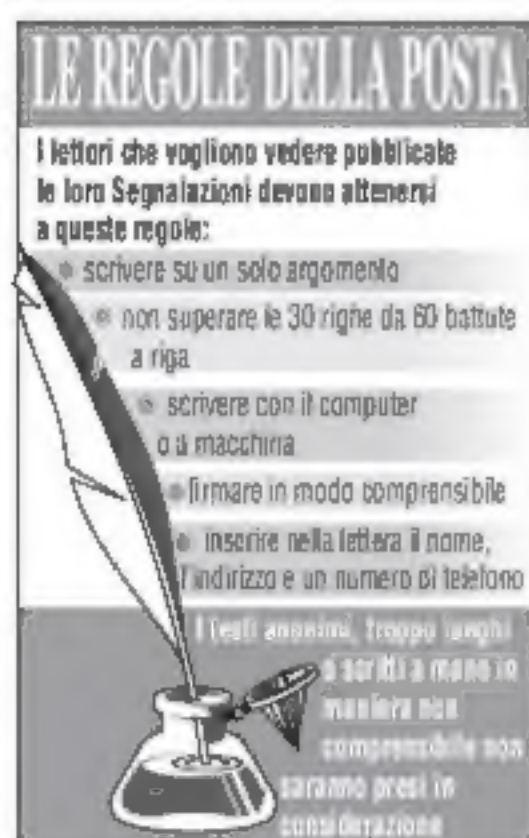 LE REGOLE DELLA POSTA
I lettori che vogliono vedere pubblicate
le loro Segnalazioni devono attenersi
a queste regole:
• scrivere su un solo argomento
• non superare le 30 righe da 60 battute
a riga
• scrivere con il computer
o a macchina
• firmare in modo comprensibile
• inserire nella lettera il nome,
l'indirizzo e un numero di telefono
I testi anonimi, troppo lunghi
o scritti a mano in
maniera non
comprensibile non
saranno presi in
considerazione